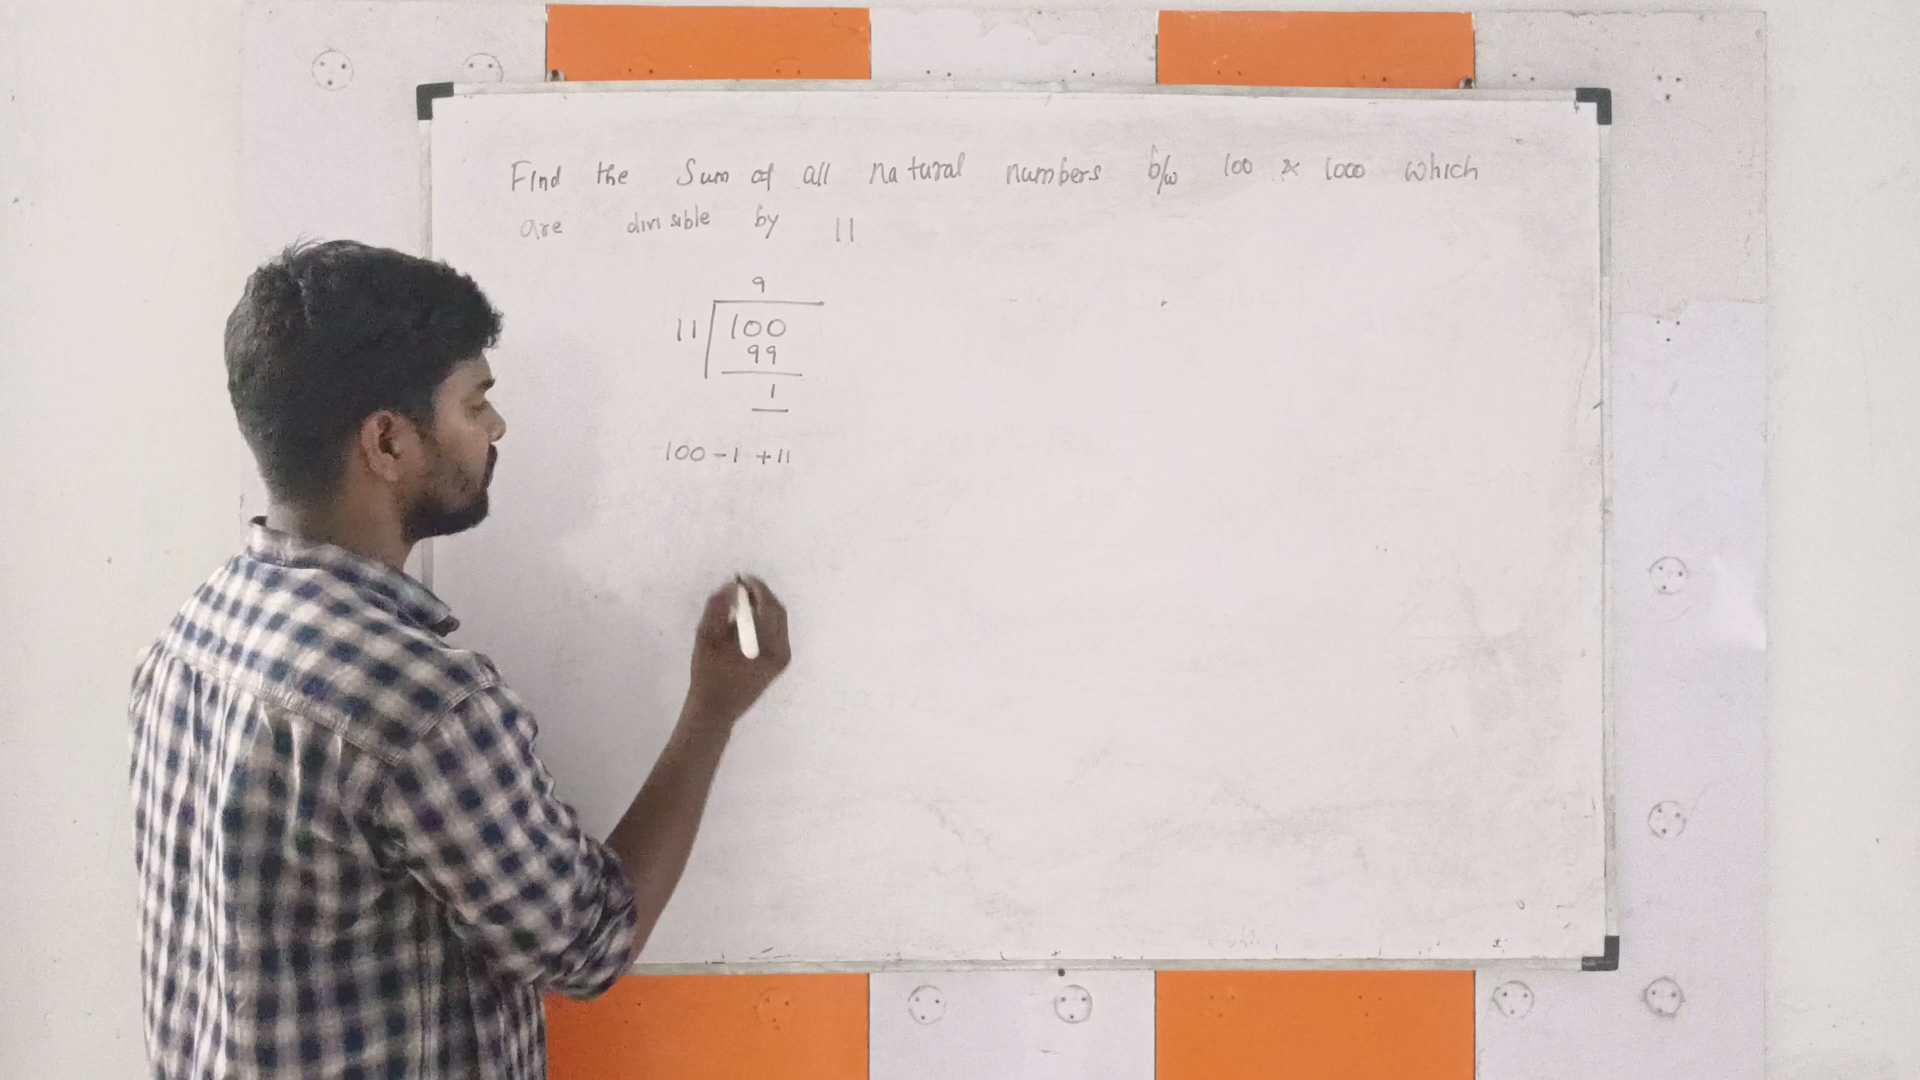 Find the Sum of all natural numbers b/w 100 & 1000 which
are divisible by 11
9
11 100
99
1
100 - 1 + 11